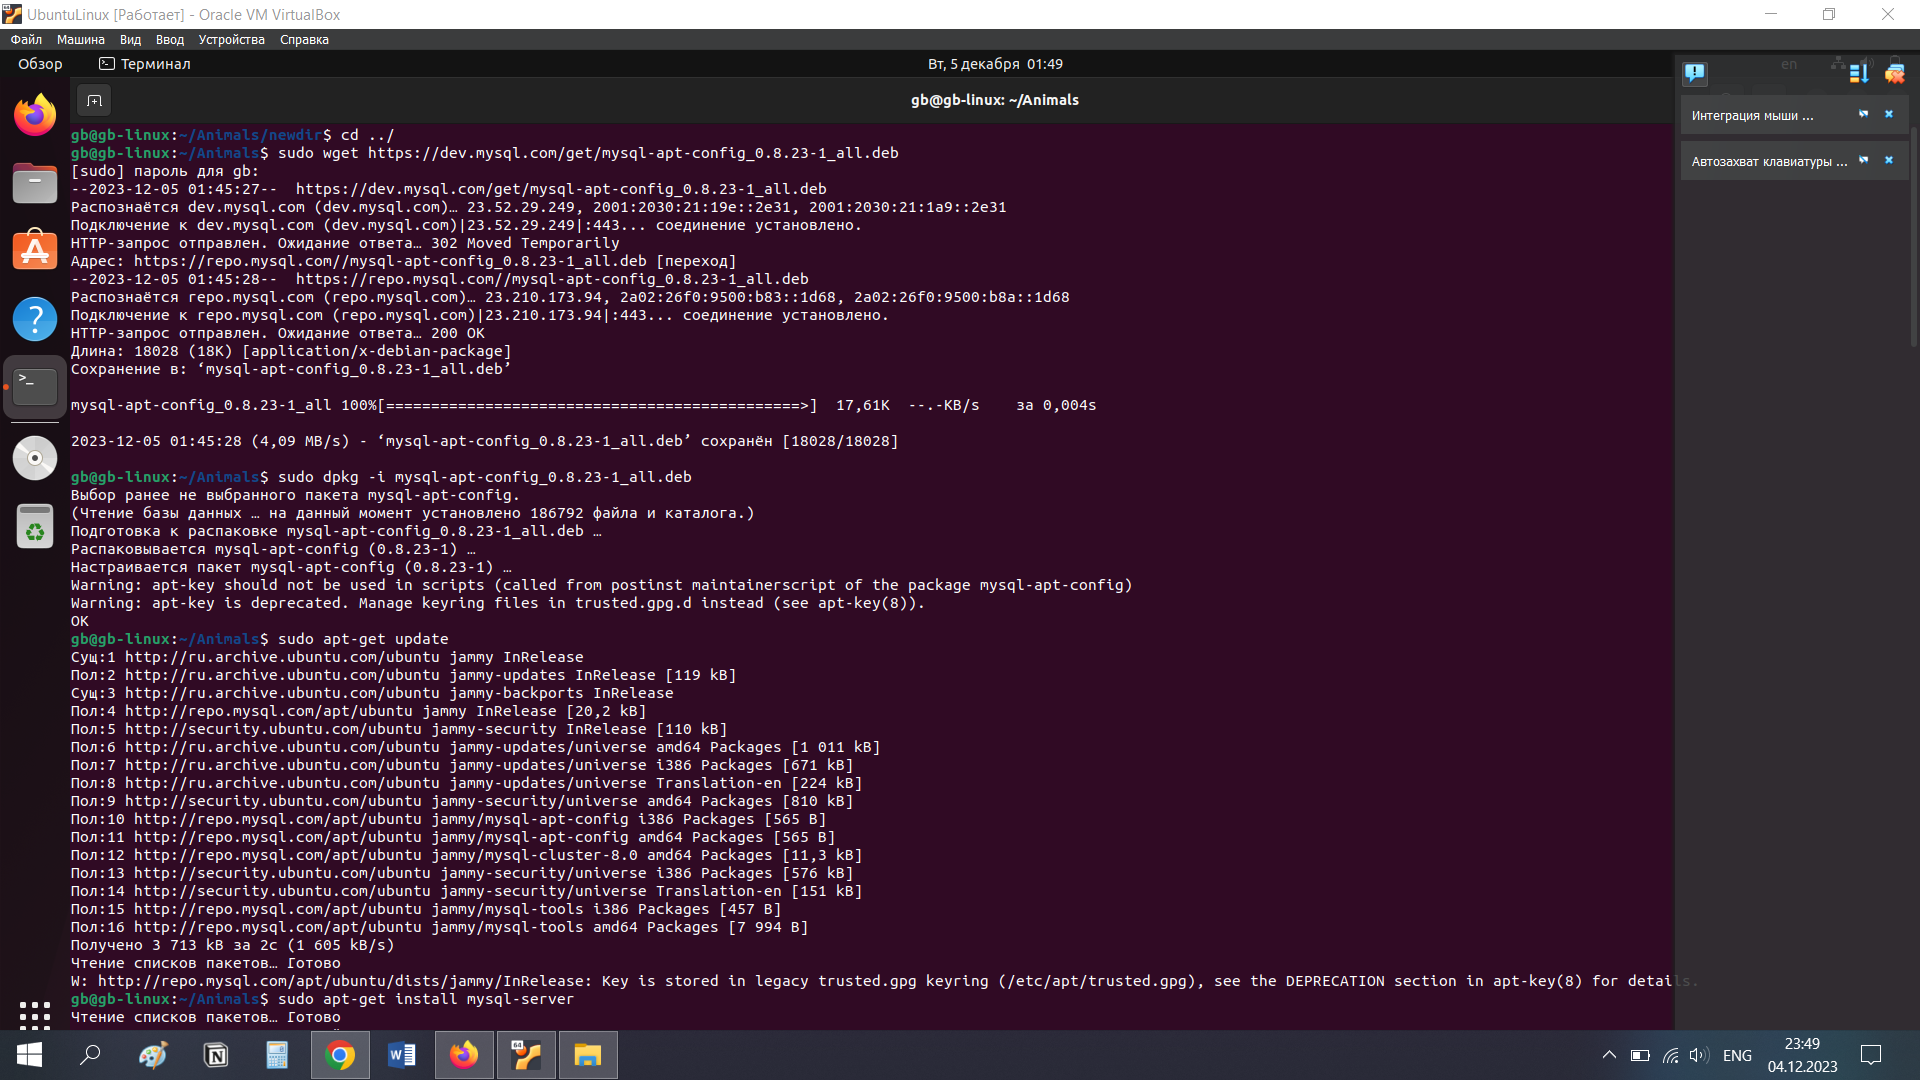 UbuntuLinux [Работает] - Oracle VM VirtualBox
Файл Машина Вид Ввод Устройства Справка
Обзор Терминал Вт, 5 декабря 01:49 en
gb@gb-linux: ~/Animals
Интеграция мыши ...
Автозахват клавиатуры ...
gb@gb-linux:~/Animals/newdir$ cd ../
gb@gb-linux:~/Animals$ sudo wget https://dev.mysql.com/get/mysql-apt-config_0.8.23-1_all.deb
[sudo] пароль для gb:
--2023-12-05 01:45:27--  https://dev.mysql.com/get/mysql-apt-config_0.8.23-1_all.deb
Распознаётся dev.mysql.com (dev.mysql.com)… 23.52.29.249, 2001:2030:21:19e::2e31, 2001:2030:21:1a9::2e31
Подключение к dev.mysql.com (dev.mysql.com)|23.52.29.249|:443... соединение установлено.
HTTP-запрос отправлен. Ожидание ответа… 302 Moved Temporarily
Адрес: https://repo.mysql.com//mysql-apt-config_0.8.23-1_all.deb [переход]
--2023-12-05 01:45:28--  https://repo.mysql.com//mysql-apt-config_0.8.23-1_all.deb
Распознаётся repo.mysql.com (repo.mysql.com)… 23.210.173.94, 2a02:26f0:9500:b83::1d68, 2a02:26f0:9500:b8a::1d68
Подключение к repo.mysql.com (repo.mysql.com)|23.210.173.94|:443... соединение установлено.
HTTP-запрос отправлен. Ожидание ответа… 200 OK
Длина: 18028 (18K) [application/x-debian-package]
Сохранение в: ‘mysql-apt-config_0.8.23-1_all.deb’
mysql-apt-config_0.8.23-1_all 100%[==============================================>]  17,61K  --.-KB/s    за 0,004s
2023-12-05 01:45:28 (4,09 MB/s) - ‘mysql-apt-config_0.8.23-1_all.deb’ сохранён [18028/18028]
gb@gb-linux:~/Animals$ sudo dpkg -i mysql-apt-config_0.8.23-1_all.deb
Выбор ранее не выбранного пакета mysql-apt-config.
(Чтение базы данных … на данный момент установлено 186792 файла и каталога.)
Подготовка к распаковке mysql-apt-config_0.8.23-1_all.deb …
Распаковывается mysql-apt-config (0.8.23-1) …
Настраивается пакет mysql-apt-config (0.8.23-1) …
Warning: apt-key should not be used in scripts (called from postinst maintainerscript of the package mysql-apt-config)
Warning: apt-key is deprecated. Manage keyring files in trusted.gpg.d instead (see apt-key(8)).
OK
gb@gb-linux:~/Animals$ sudo apt-get update
Сущ:1 http://ru.archive.ubuntu.com/ubuntu jammy InRelease
Пол:2 http://ru.archive.ubuntu.com/ubuntu jammy-updates InRelease [119 kB]
Сущ:3 http://ru.archive.ubuntu.com/ubuntu jammy-backports InRelease
Пол:4 http://repo.mysql.com/apt/ubuntu jammy InRelease [20,2 kB]
Пол:5 http://security.ubuntu.com/ubuntu jammy-security InRelease [110 kB]
Пол:6 http://ru.archive.ubuntu.com/ubuntu jammy-updates/universe amd64 Packages [1 011 kB]
Пол:7 http://ru.archive.ubuntu.com/ubuntu jammy-updates/universe i386 Packages [671 kB]
Пол:8 http://ru.archive.ubuntu.com/ubuntu jammy-updates/universe Translation-en [224 kB]
Пол:9 http://security.ubuntu.com/ubuntu jammy-security/universe amd64 Packages [810 kB]
Пол:10 http://repo.mysql.com/apt/ubuntu jammy/mysql-apt-config i386 Packages [565 B]
Пол:11 http://repo.mysql.com/apt/ubuntu jammy/mysql-apt-config amd64 Packages [565 B]
Пол:12 http://repo.mysql.com/apt/ubuntu jammy/mysql-cluster-8.0 amd64 Packages [11,3 kB]
Пол:13 http://security.ubuntu.com/ubuntu jammy-security/universe i386 Packages [576 kB]
Пол:14 http://security.ubuntu.com/ubuntu jammy-security/universe Translation-en [151 kB]
Пол:15 http://repo.mysql.com/apt/ubuntu jammy/mysql-tools i386 Packages [457 B]
Пол:16 http://repo.mysql.com/apt/ubuntu jammy/mysql-tools amd64 Packages [7 994 B]
Получено 3 713 kB за 2с (1 605 kB/s)
Чтение списков пакетов… Готово
W: http://repo.mysql.com/apt/ubuntu/dists/jammy/InRelease: Key is stored in legacy trusted.gpg keyring (/etc/apt/trusted.gpg), see the DEPRECATION section in apt-key(8) for details.
gb@gb-linux:~/Animals$ sudo apt-get install mysql-server
Чтение списков пакетов… Готово
ENG 23:49
04.12.2023